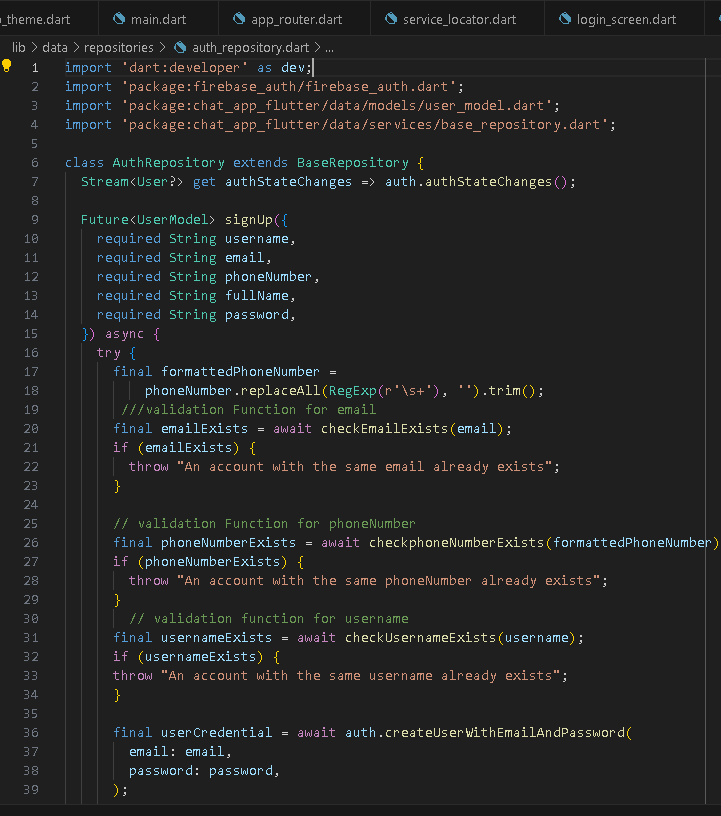 _theme.dart main.dart app_router.dart service_locator.dart login_screen.dart
lib > data > repositories > auth_repository.dart > ...
1 import 'dart:developer' as dev;
2 import 'package:firebase_auth/firebase_auth.dart';
3 import 'package:chat_app_flutter/data/models/user_model.dart';
4 import 'package:chat_app_flutter/data/services/base_repository.dart';
5
6 class AuthRepository extends BaseRepository {
7 Stream<User?> get authStateChanges => auth.authStateChanges();
8
9 Future<UserModel> signUp({
10 required String username,
11 required String email,
12 required String phoneNumber,
13 required String fullName,
14 required String password,
15 }) async {
16 try {
17 final formattedPhoneNumber =
18 phoneNumber.replaceAll(RegExp(r'\s+'), '').trim();
19 ///validation Function for email
20 final emailExists = await checkEmailExists(email);
21 if (emailExists) {
22 throw "An account with the same email already exists";
23 }
24
25 // validation Function for phoneNumber
26 final phoneNumberExists = await checkphoneNumberExists(formattedPhoneNumber)
27 if (phoneNumberExists) {
28 throw "An account with the same phoneNumber already exists";
29 }
30 // validation function for username
31 final usernameExists = await checkUsernameExists(username);
32 if (usernameExists) {
33 throw "An account with the same username already exists";
34 }
35
36 final userCredential = await auth.createUserWithEmailAndPassword(
37 email: email,
38 password: password,
39 );